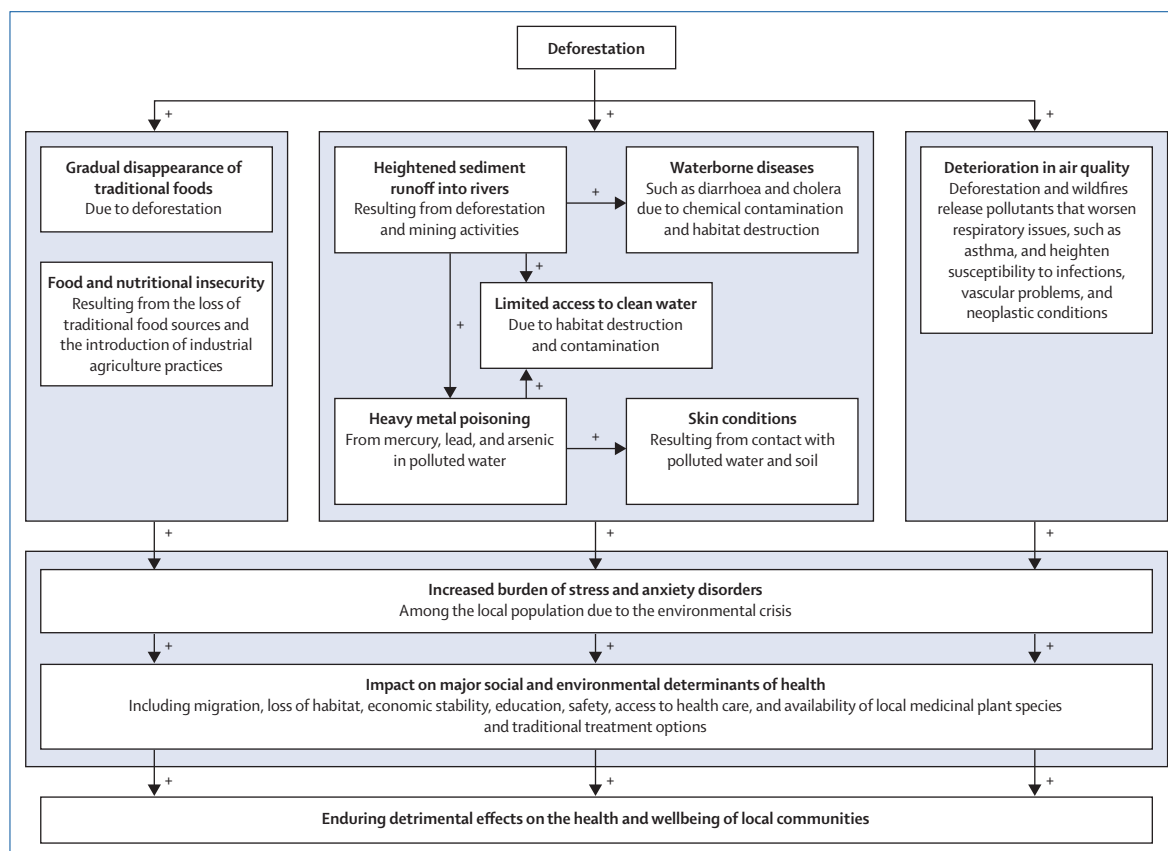 Deforestation
+
+
+
Gradual disappearance of
traditional foods
Due to deforestation
Food and nutritional insecurity
Resulting from the loss of
traditional food sources and
the introduction of industrial
agriculture practices
Heightened sediment
runoff into rivers
Resulting from deforestation
and mining activities
+
Waterborne diseases
Such as diarrhoea and cholera
due to chemical contamination
and habitat destruction
+
+
Limited access to clean water
Due to habitat destruction
and contamination
+
Heavy metal poisoning
From mercury, lead, and arsenic
in polluted water
+
Skin conditions
Resulting from contact with
polluted water and soil
Deterioration in air quality
Deforestation and wildfires
release pollutants that worsen
respiratory issues, such as
asthma, and heighten
susceptibility to infections,
vascular problems, and
neoplastic conditions
+
+
+
Increased burden of stress and anxiety disorders
Among the local population due to the environmental crisis
+
+
+
Impact on major social and environmental determinants of health
Including migration, loss of habitat, economic stability, education, safety, access to health care, and availability of local medicinal plant species
and traditional treatment options
+
+
+
Enduring detrimental effects on the health and wellbeing of local communities